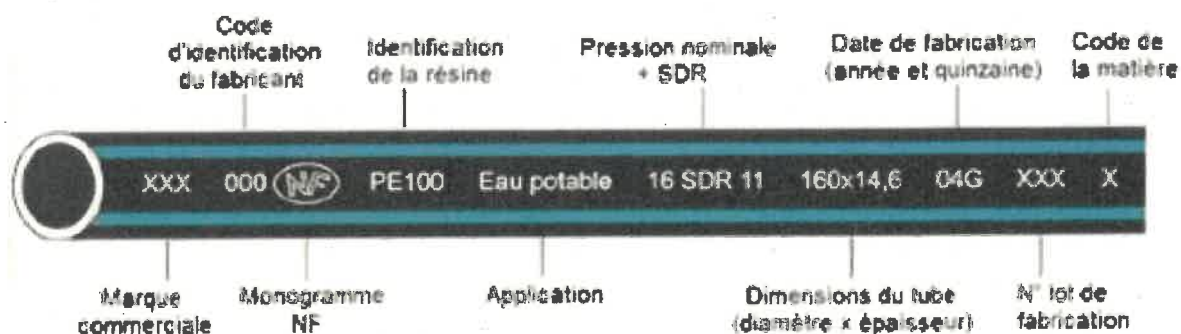 Code
d'identification
du fabricant
Identification
de la résine
Pression nominale
+ SDR
Date de fabrication
(année et quinzaine)
Code de
la matière
XXX 000 NF PE100 Eau potable 16 SDR 11 160x14,6 04G XXX X
Marque
commerciale
Monogramme
NF
Application
Dimensions du tube
(diamètre x épaisseur)
N° lot de
fabrication